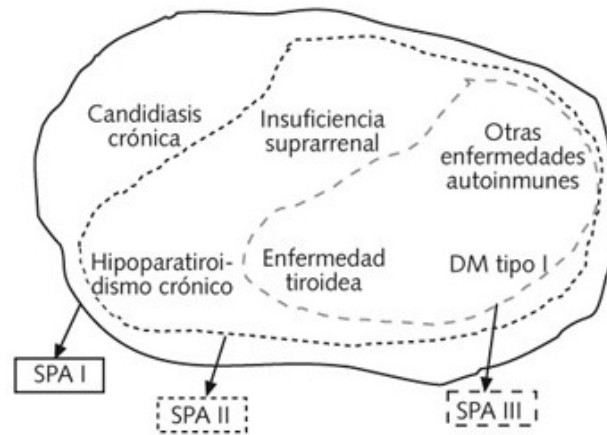 Candidiasis
crónica
Insuficiencia
suprarrenal
Otras
enfermedades
autoinmunes
Hipoparatiroi-
dismo crónico
Enfermedad
tiroidea
DM tipo I
SPA I
SPA II
SPA III